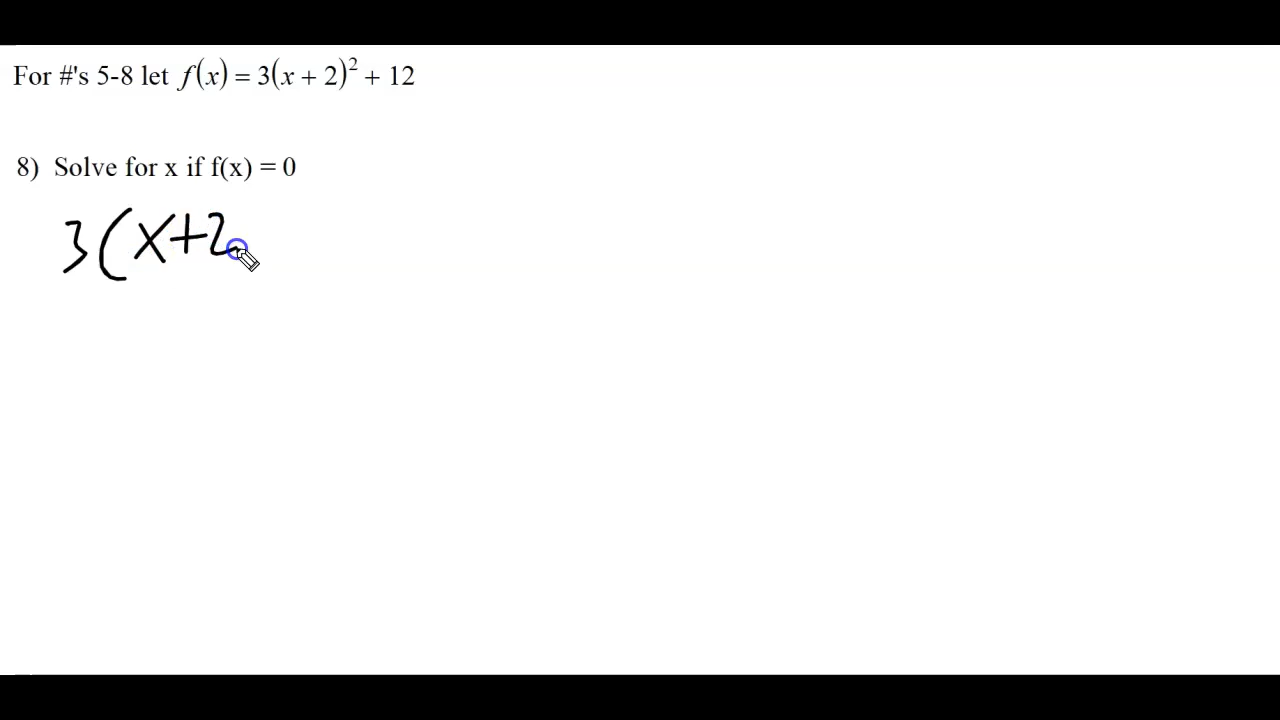 For #'s 5-8 let f(x) = 3(x + 2)² + 12
8) Solve for x if f(x) = 0
3(x+2